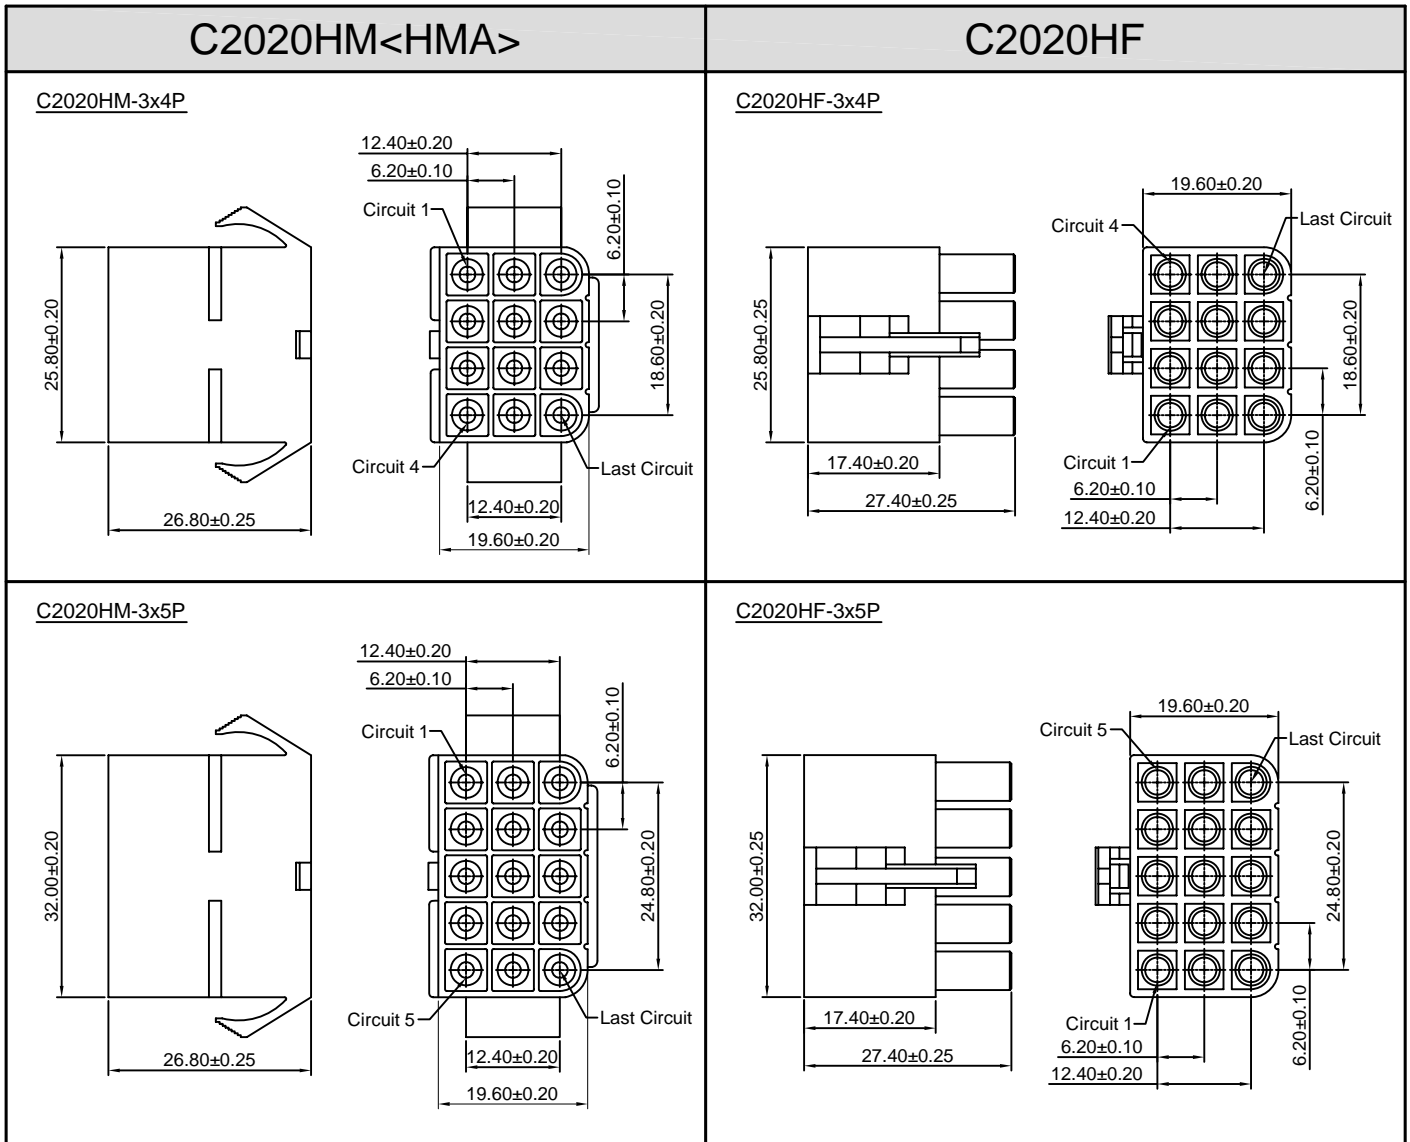 C2020HM<HMA>
C2020HF
C2020HM-3x4P
12.40±0.20
6.20±0.10
Circuit 1
6.20±0.10
25.80±0.20
18.60±0.20
Circuit 4
Last Circuit
26.80±0.25
12.40±0.20
19.60±0.20
C2020HF-3x4P
19.60±0.20
Circuit 4
Last Circuit
25.80±0.25
18.60±0.20
17.40±0.20
27.40±0.25
Circuit 1
6.20±0.10
12.40±0.20
6.20±0.10
C2020HM-3x5P
12.40±0.20
6.20±0.10
Circuit 1
6.20±0.10
32.00±0.20
24.80±0.20
Circuit 5
Last Circuit
26.80±0.25
12.40±0.20
19.60±0.20
C2020HF-3x5P
19.60±0.20
Circuit 5
Last Circuit
32.00±0.25
24.80±0.20
17.40±0.20
27.40±0.25
Circuit 1
6.20±0.10
12.40±0.20
6.20±0.10